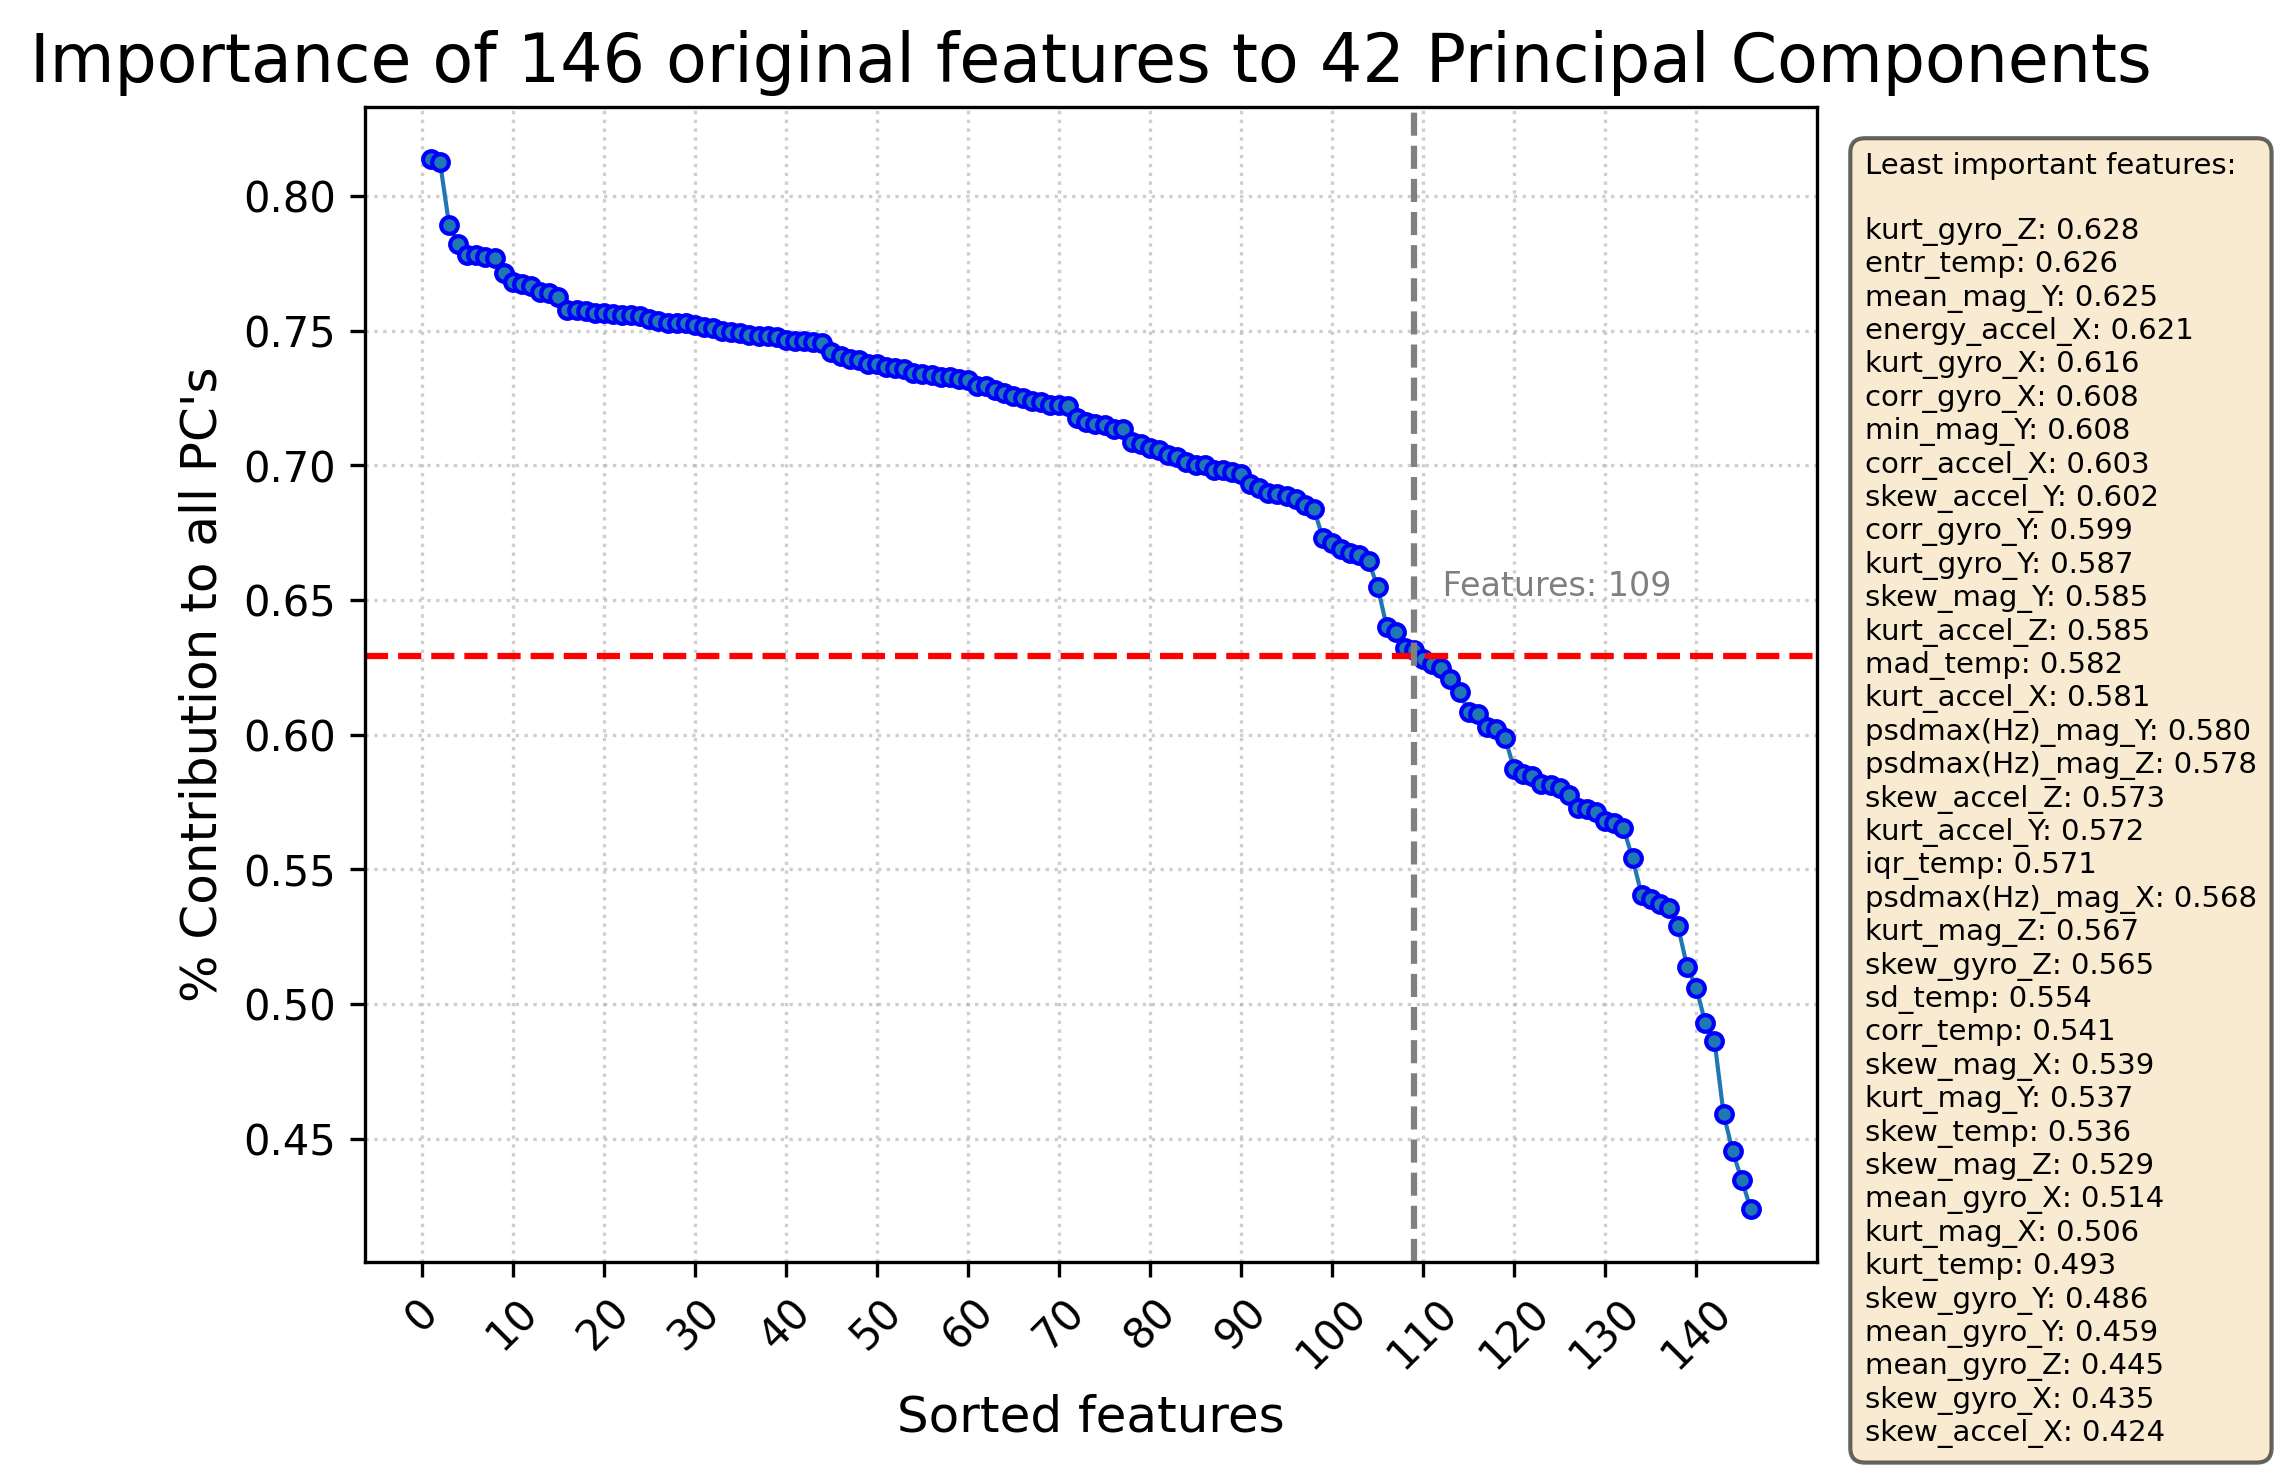 Importance of 146 original features to 42 Principal Components
% Contribution to all PC's
0.80
0.75
0.70
0.65
0.60
0.55
0.50
0.45
Features: 109
0
10
20
30
40
50
60
70
80
90
100
110
120
130
140
Sorted features
Least important features:
kurt_gyro_Z: 0.628
entr_temp: 0.626
mean_mag_Y: 0.625
energy_accel_X: 0.621
kurt_gyro_X: 0.616
corr_gyro_X: 0.608
min_mag_Y: 0.608
corr_accel_X: 0.603
skew_accel_Y: 0.602
corr_gyro_Y: 0.599
kurt_gyro_Y: 0.587
skew_mag_Y: 0.585
kurt_accel_Z: 0.585
mad_temp: 0.582
kurt_accel_X: 0.581
psdmax(Hz)_mag_Y: 0.580
psdmax(Hz)_mag_Z: 0.578
skew_accel_Z: 0.573
kurt_accel_Y: 0.572
iqr_temp: 0.571
psdmax(Hz)_mag_X: 0.568
kurt_mag_Z: 0.567
skew_gyro_Z: 0.565
sd_temp: 0.554
corr_temp: 0.541
skew_mag_X: 0.539
kurt_mag_Y: 0.537
skew_temp: 0.536
skew_mag_Z: 0.529
mean_gyro_X: 0.514
kurt_mag_X: 0.506
kurt_temp: 0.493
skew_gyro_Y: 0.486
mean_gyro_Y: 0.459
mean_gyro_Z: 0.445
skew_gyro_X: 0.435
skew_accel_X: 0.424